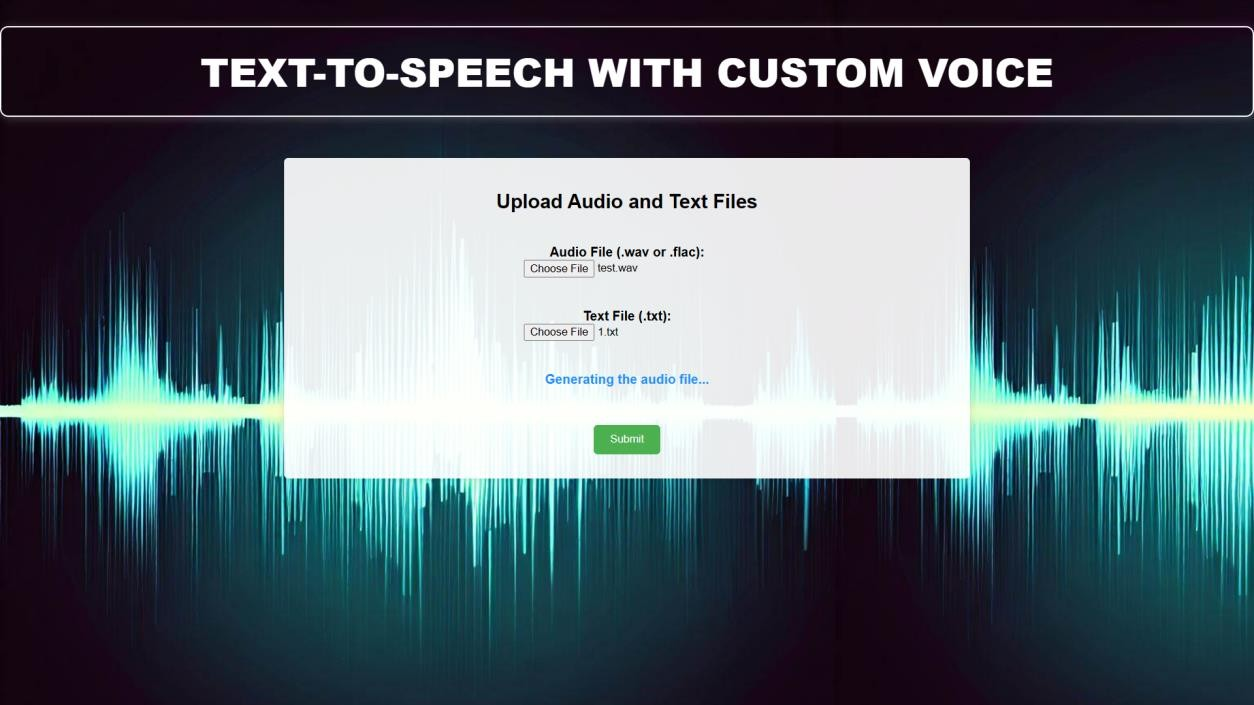 TEXT-TO-SPEECH WITH CUSTOM VOICE
Upload Audio and Text Files
Audio File (.wav or .flac):
Choose File test.wav
Text File (.txt):
Choose File 1.txt
Generating the audio file...
Submit